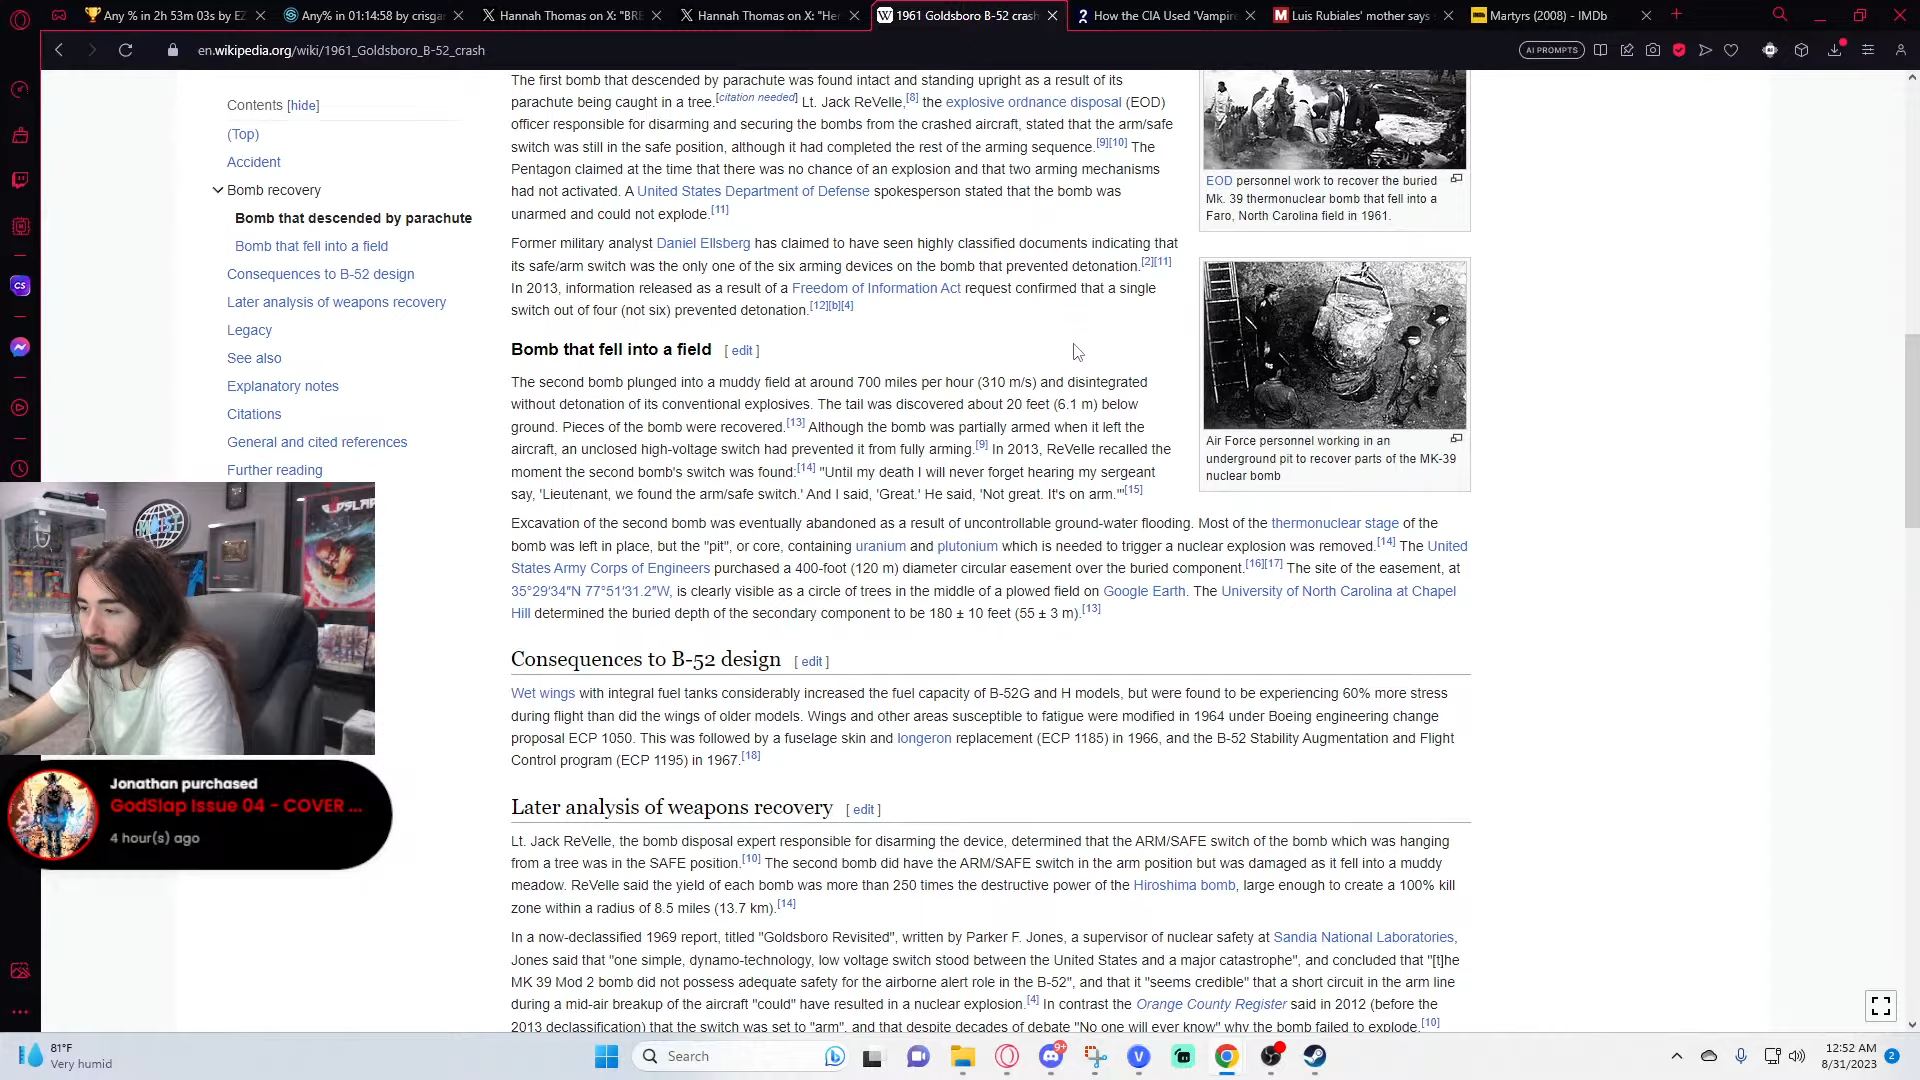 Any % in 2h 53m 03s by EZ
Any% in 01:14:58 by crisgar
Hannah Thomas on X: "BRE
Hannah Thomas on X: "Her
1961 Goldsboro B-52 crash
How the CIA Used 'Vampire
Luis Rubiales' mother says
Martyrs (2008) - IMDb
en.wikipedia.org/wiki/1961_Goldsboro_B-52_crash
AI PROMPTS
Contents [hide]
(Top)
Accident
Bomb recovery
Bomb that descended by parachute
Bomb that fell into a field
Consequences to B-52 design
Later analysis of weapons recovery
Legacy
See also
Explanatory notes
Citations
General and cited references
Further reading
The first bomb that descended by parachute was found intact and standing upright as a result of its
parachute being caught in a tree.[citation needed] Lt. Jack ReVelle,[8] the explosive ordnance disposal (EOD)
officer responsible for disarming and securing the bombs from the crashed aircraft, stated that the arm/safe
switch was still in the safe position, although it had completed the rest of the arming sequence.[9][10] The
Pentagon claimed at the time that there was no chance of an explosion and that two arming mechanisms
had not activated. A United States Department of Defense spokesperson stated that the bomb was
unarmed and could not explode.[11]
Former military analyst Daniel Ellsberg has claimed to have seen highly classified documents indicating that
its safe/arm switch was the only one of the six arming devices on the bomb that prevented detonation.[2][11]
In 2013, information released as a result of a Freedom of Information Act request confirmed that a single
switch out of four (not six) prevented detonation.[12][b][4]
EOD personnel work to recover the buried
Mk. 39 thermonuclear bomb that fell into a
Faro, North Carolina field in 1961.
Bomb that fell into a field [ edit ]
The second bomb plunged into a muddy field at around 700 miles per hour (310 m/s) and disintegrated
without detonation of its conventional explosives. The tail was discovered about 20 feet (6.1 m) below
ground. Pieces of the bomb were recovered.[13] Although the bomb was partially armed when it left the
aircraft, an unclosed high-voltage switch had prevented it from fully arming.[9] In 2013, ReVelle recalled the
moment the second bomb's switch was found:[14] "Until my death I will never forget hearing my sergeant
say, 'Lieutenant, we found the arm/safe switch.' And I said, 'Great.' He said, 'Not great. It's on arm.'"[15]
Air Force personnel working in an
underground pit to recover parts of the MK-39
nuclear bomb
Excavation of the second bomb was eventually abandoned as a result of uncontrollable ground-water flooding. Most of the thermonuclear stage of the
bomb was left in place, but the "pit", or core, containing uranium and plutonium which is needed to trigger a nuclear explosion was removed.[14] The United
States Army Corps of Engineers purchased a 400-foot (120 m) diameter circular easement over the buried component.[16][17] The site of the easement, at
35°29′34″N 77°51′31.2″W, is clearly visible as a circle of trees in the middle of a plowed field on Google Earth. The University of North Carolina at Chapel
Hill determined the buried depth of the secondary component to be 180 ± 10 feet (55 ± 3 m).[13]
Consequences to B-52 design [ edit ]
Wet wings with integral fuel tanks considerably increased the fuel capacity of B-52G and H models, but were found to be experiencing 60% more stress
during flight than did the wings of older models. Wings and other areas susceptible to fatigue were modified in 1964 under Boeing engineering change
proposal ECP 1050. This was followed by a fuselage skin and longeron replacement (ECP 1185) in 1966, and the B-52 Stability Augmentation and Flight
Control program (ECP 1195) in 1967.[18]
Later analysis of weapons recovery [ edit ]
Lt. Jack ReVelle, the bomb disposal expert responsible for disarming the device, determined that the ARM/SAFE switch of the bomb which was hanging
from a tree was in the SAFE position.[10] The second bomb did have the ARM/SAFE switch in the arm position but was damaged as it fell into a muddy
meadow. ReVelle said the yield of each bomb was more than 250 times the destructive power of the Hiroshima bomb, large enough to create a 100% kill
zone within a radius of 8.5 miles (13.7 km).[14]
In a now-declassified 1969 report, titled "Goldsboro Revisited", written by Parker F. Jones, a supervisor of nuclear safety at Sandia National Laboratories,
Jones said that "one simple, dynamo-technology, low voltage switch stood between the United States and a major catastrophe", and concluded that "[t]he
MK 39 Mod 2 bomb did not possess adequate safety for the airborne alert role in the B-52", and that it "seems credible" that a short circuit in the arm line
during a mid-air breakup of the aircraft "could" have resulted in a nuclear explosion.[4] In contrast the Orange County Register said in 2012 (before the
2013 declassification) that the switch was set to "arm", and that despite decades of debate "No one will ever know" why the bomb failed to explode.[10]
CS
Jonathan purchased
GodSlap Issue 04 - COVER ...
4 hour(s) ago
81°F
Very humid
Search
9+
12:52 AM
8/31/2023
2